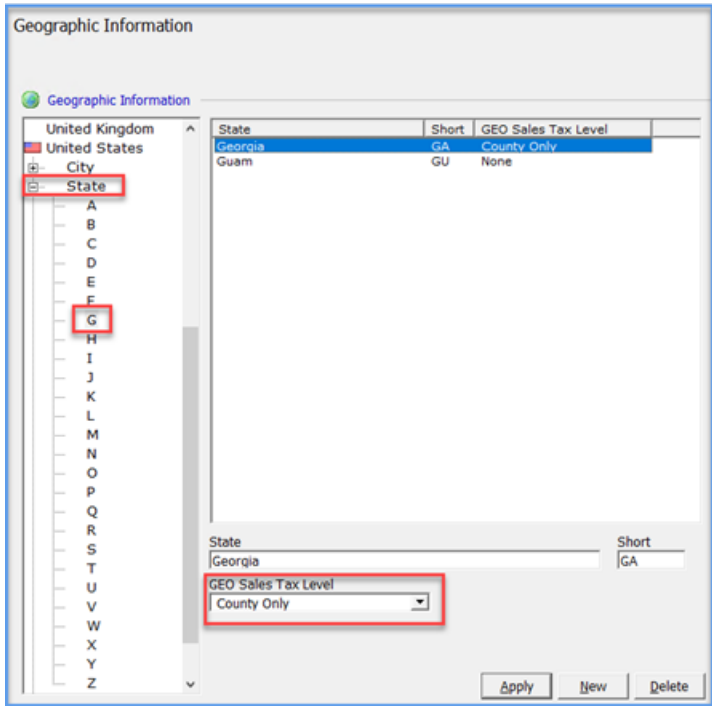 Geographic Information
Geographic Information
United Kingdom
United States
City
State
A
B
C
D
E
F
G
H
I
J
K
L
M
N
O
P
Q
R
S
T
U
V
W
X
Y
Z
State Short GEO Sales Tax Level
Georgia GA County Only
Guam GU None
State Short
Georgia GA
GEO Sales Tax Level
County Only
Apply New Delete